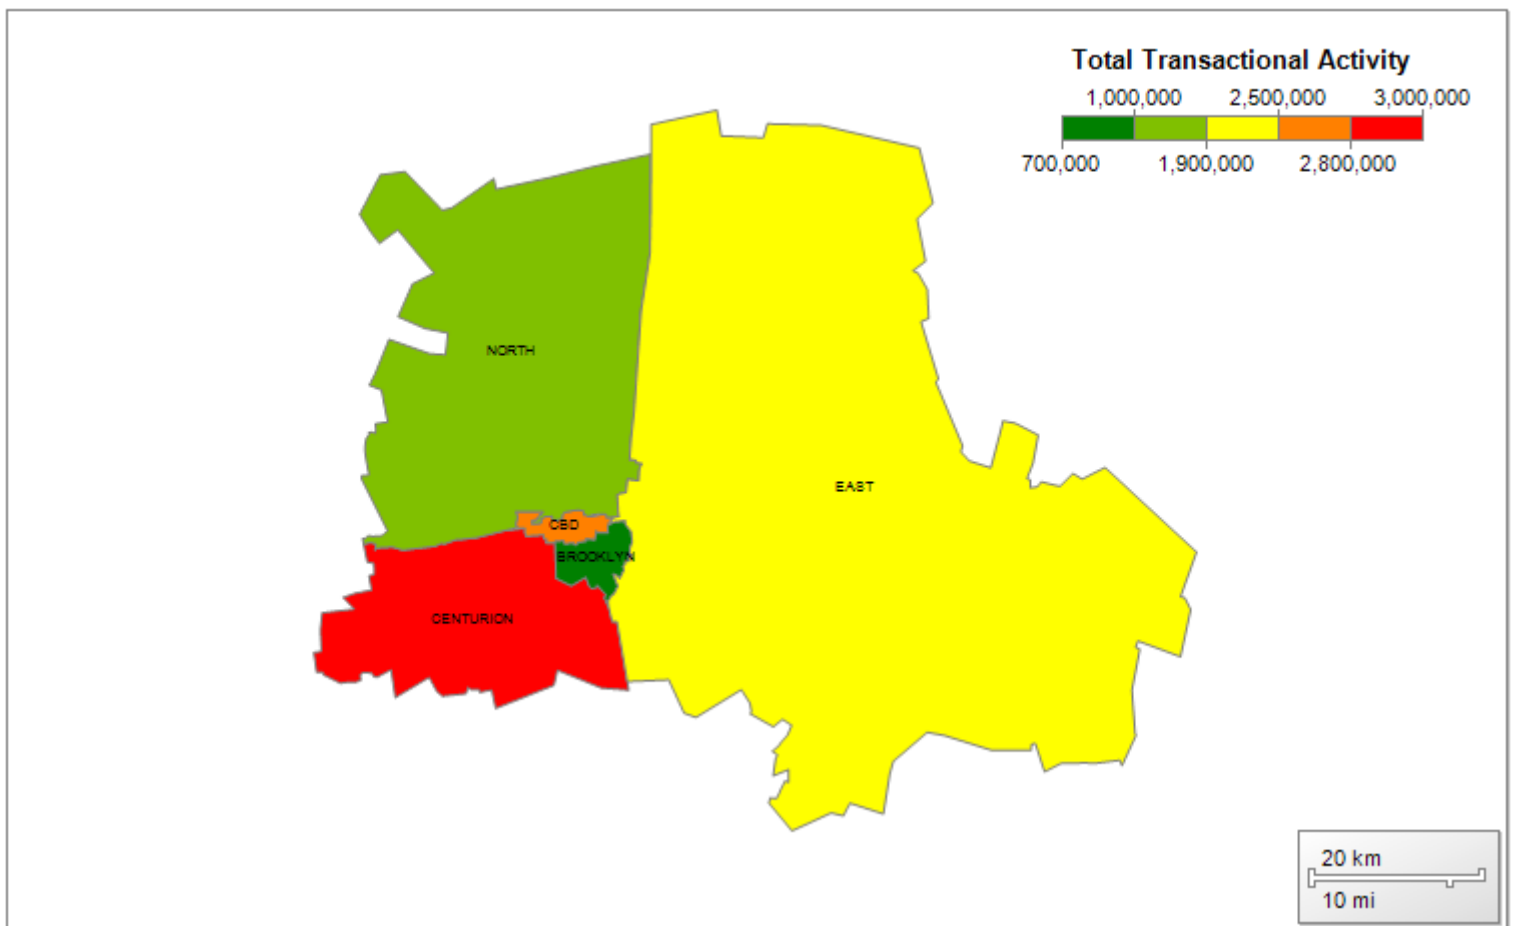 Total Transactional Activity
1,000,000 2,500,000 3,000,000
700,000 1,900,000 2,800,000
NORTH
EAST
CBD
BROOKLYN
CENTURION
20 km
10 mi